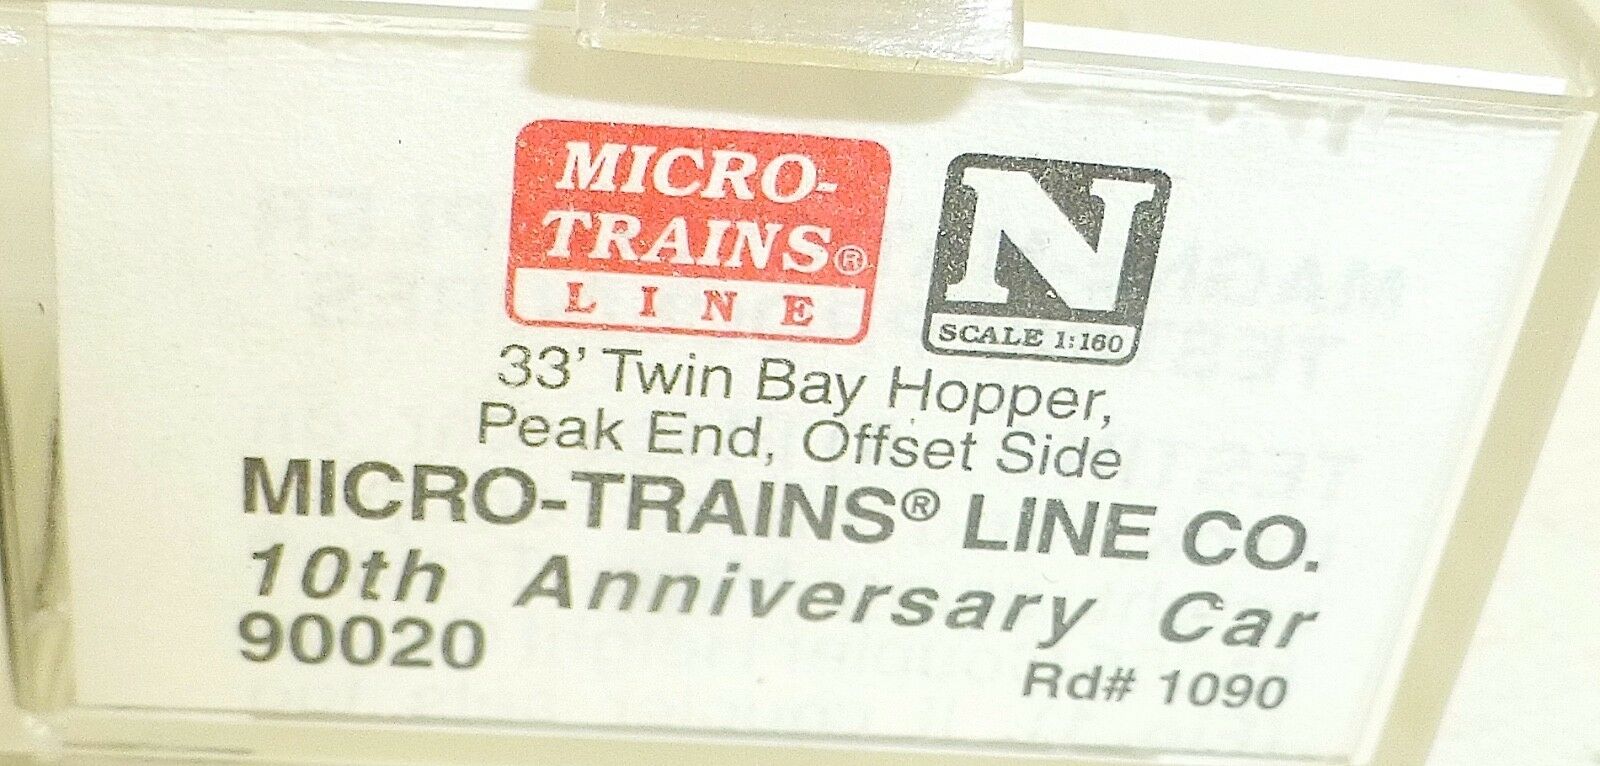 MICRO-
TRAINS®
LINE
N
SCALE 1:160
33' Twin Bay Hopper,
Peak End, Offset Side
MICRO-TRAINS® LINE CO.
10th Anniversary Car
90020
Rd# 1090